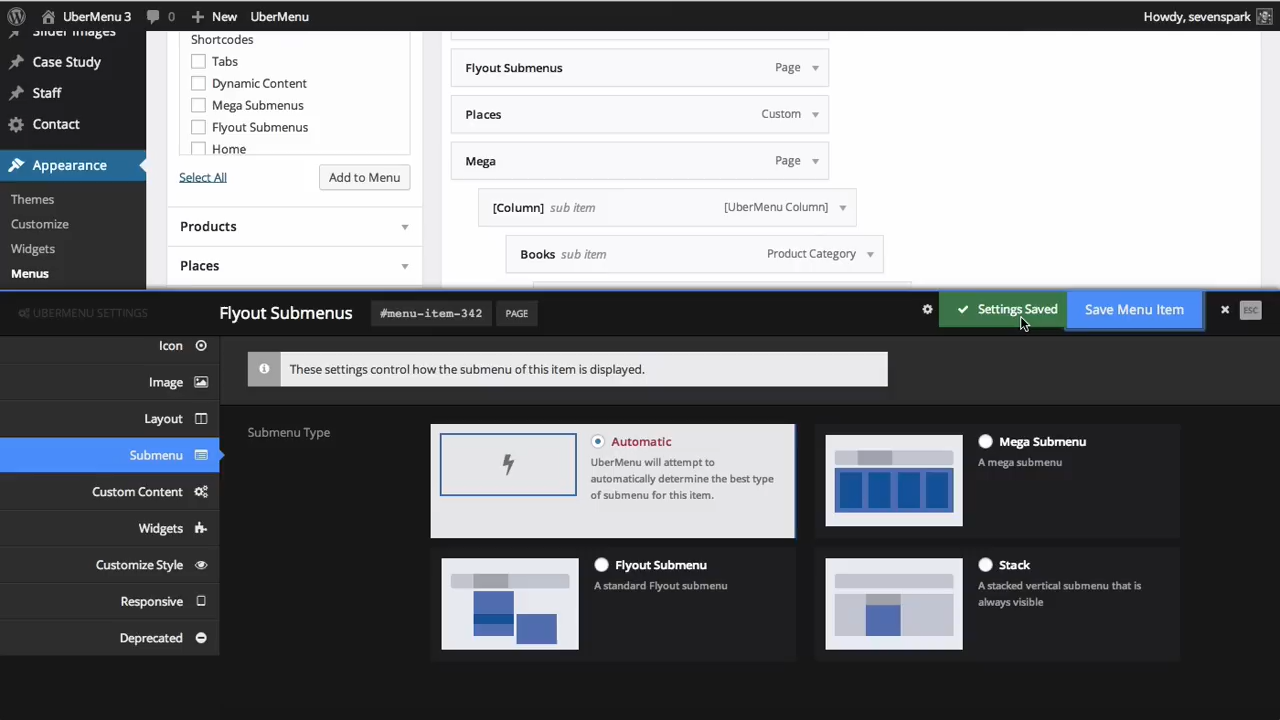 UberMenu 3
0
New
UberMenu
Howdy, sevenspark
Slider Images
Case Study
Staff
Contact
Appearance
Themes
Customize
Widgets
Menus
Shortcodes
Tabs
Dynamic Content
Mega Submenus
Flyout Submenus
Home
Select All
Add to Menu
Products
Places
Flyout Submenus Page
Places Custom
Mega Page
[Column] sub item [UberMenu Column]
Books sub item Product Category
UBERMENU SETTINGS
Flyout Submenus
#menu-item-342
PAGE
Settings Saved
Save Menu Item
ESC
Icon
Image
Layout
Submenu
Custom Content
Widgets
Customize Style
Responsive
Deprecated
These settings control how the submenu of this item is displayed.
Submenu Type
Automatic
UberMenu will attempt to
automatically determine the best type
of submenu for this item.
Mega Submenu
A mega submenu
Flyout Submenu
A standard Flyout submenu
Stack
A stacked vertical submenu that is
always visible